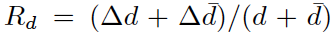 R_d = (Δd + Δd̄)/(d + d̄)